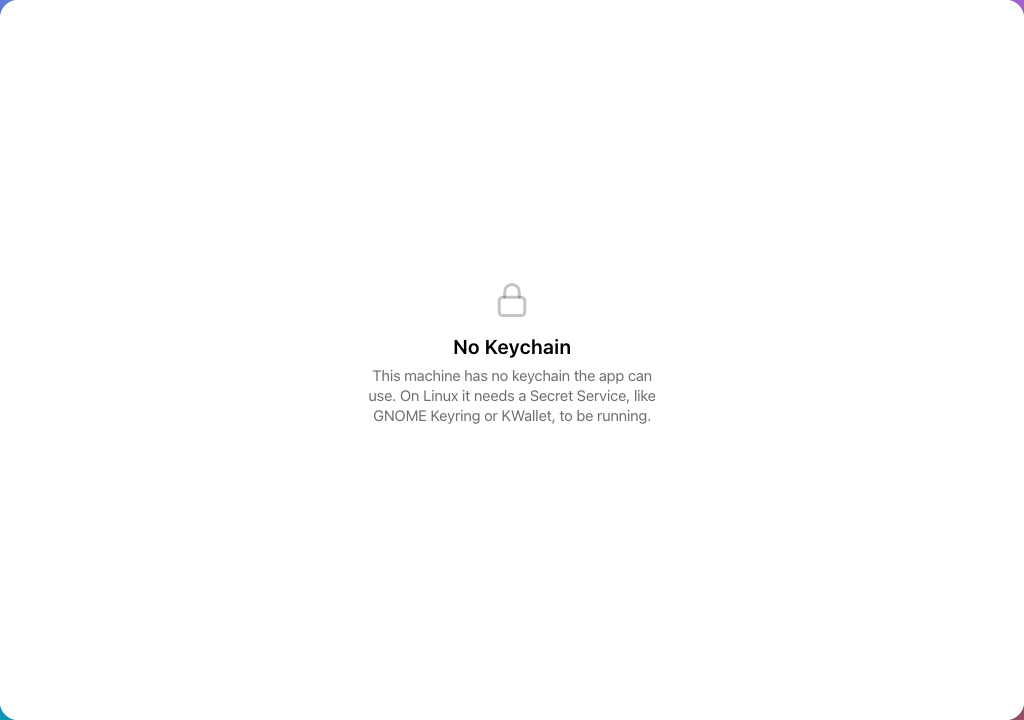 No Keychain
This machine has no keychain the app can
use. On Linux it needs a Secret Service, like
GNOME Keyring or KWallet, to be running.